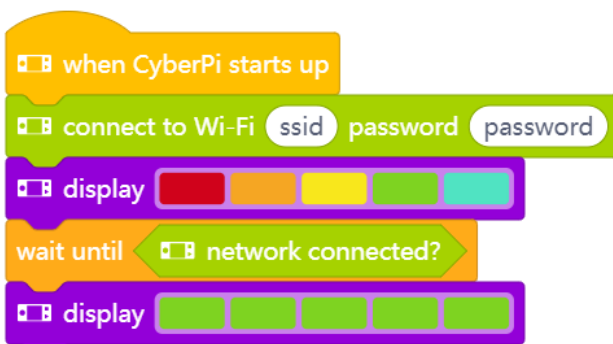 when CyberPi starts up
connect to Wi-Fi ssid password password
display
wait until network connected?
display